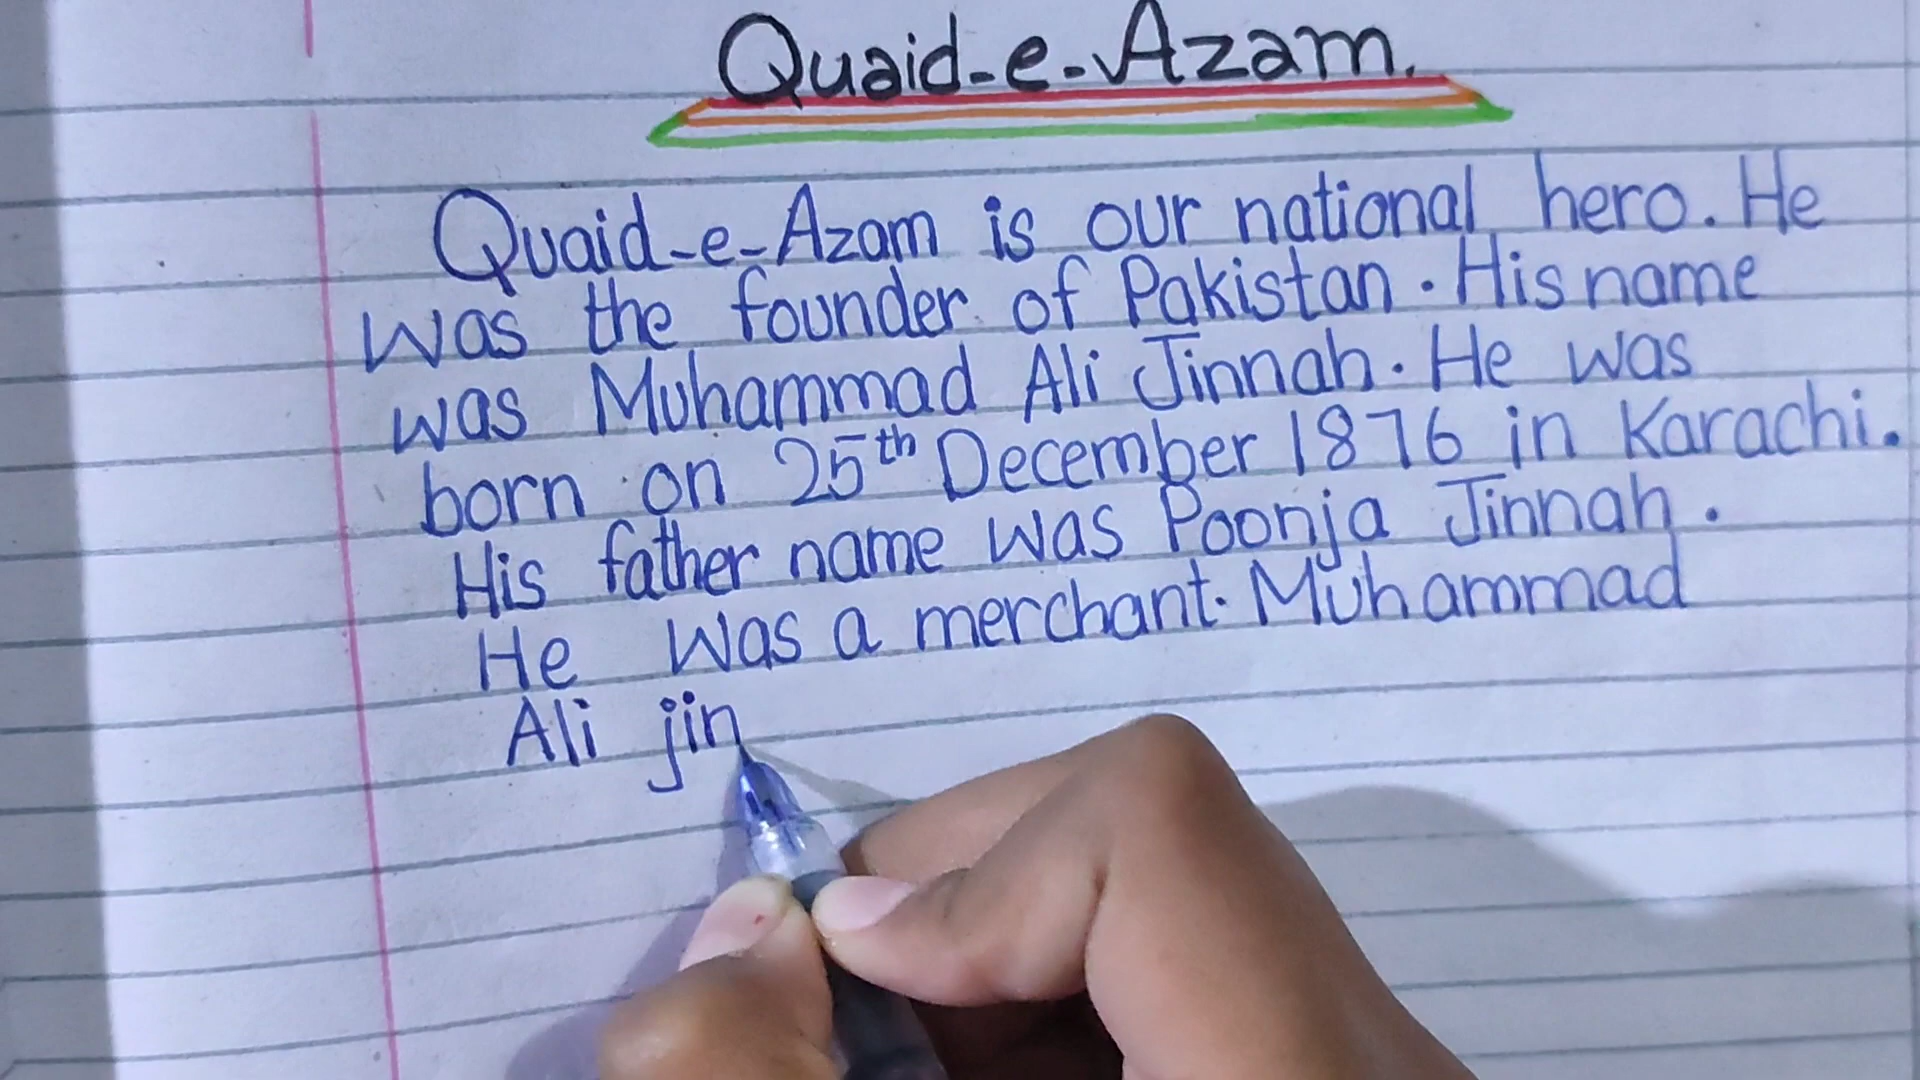 Quaid-e-Azam.
Quaid-e-Azam is our national hero. He
was the founder of Pakistan. His name
was Muhammad Ali Jinnah. He was
born on 25th December 1876 in Karachi.
His father name was Poonja Jinnah.
He was a merchant. Muhammad
Ali jin